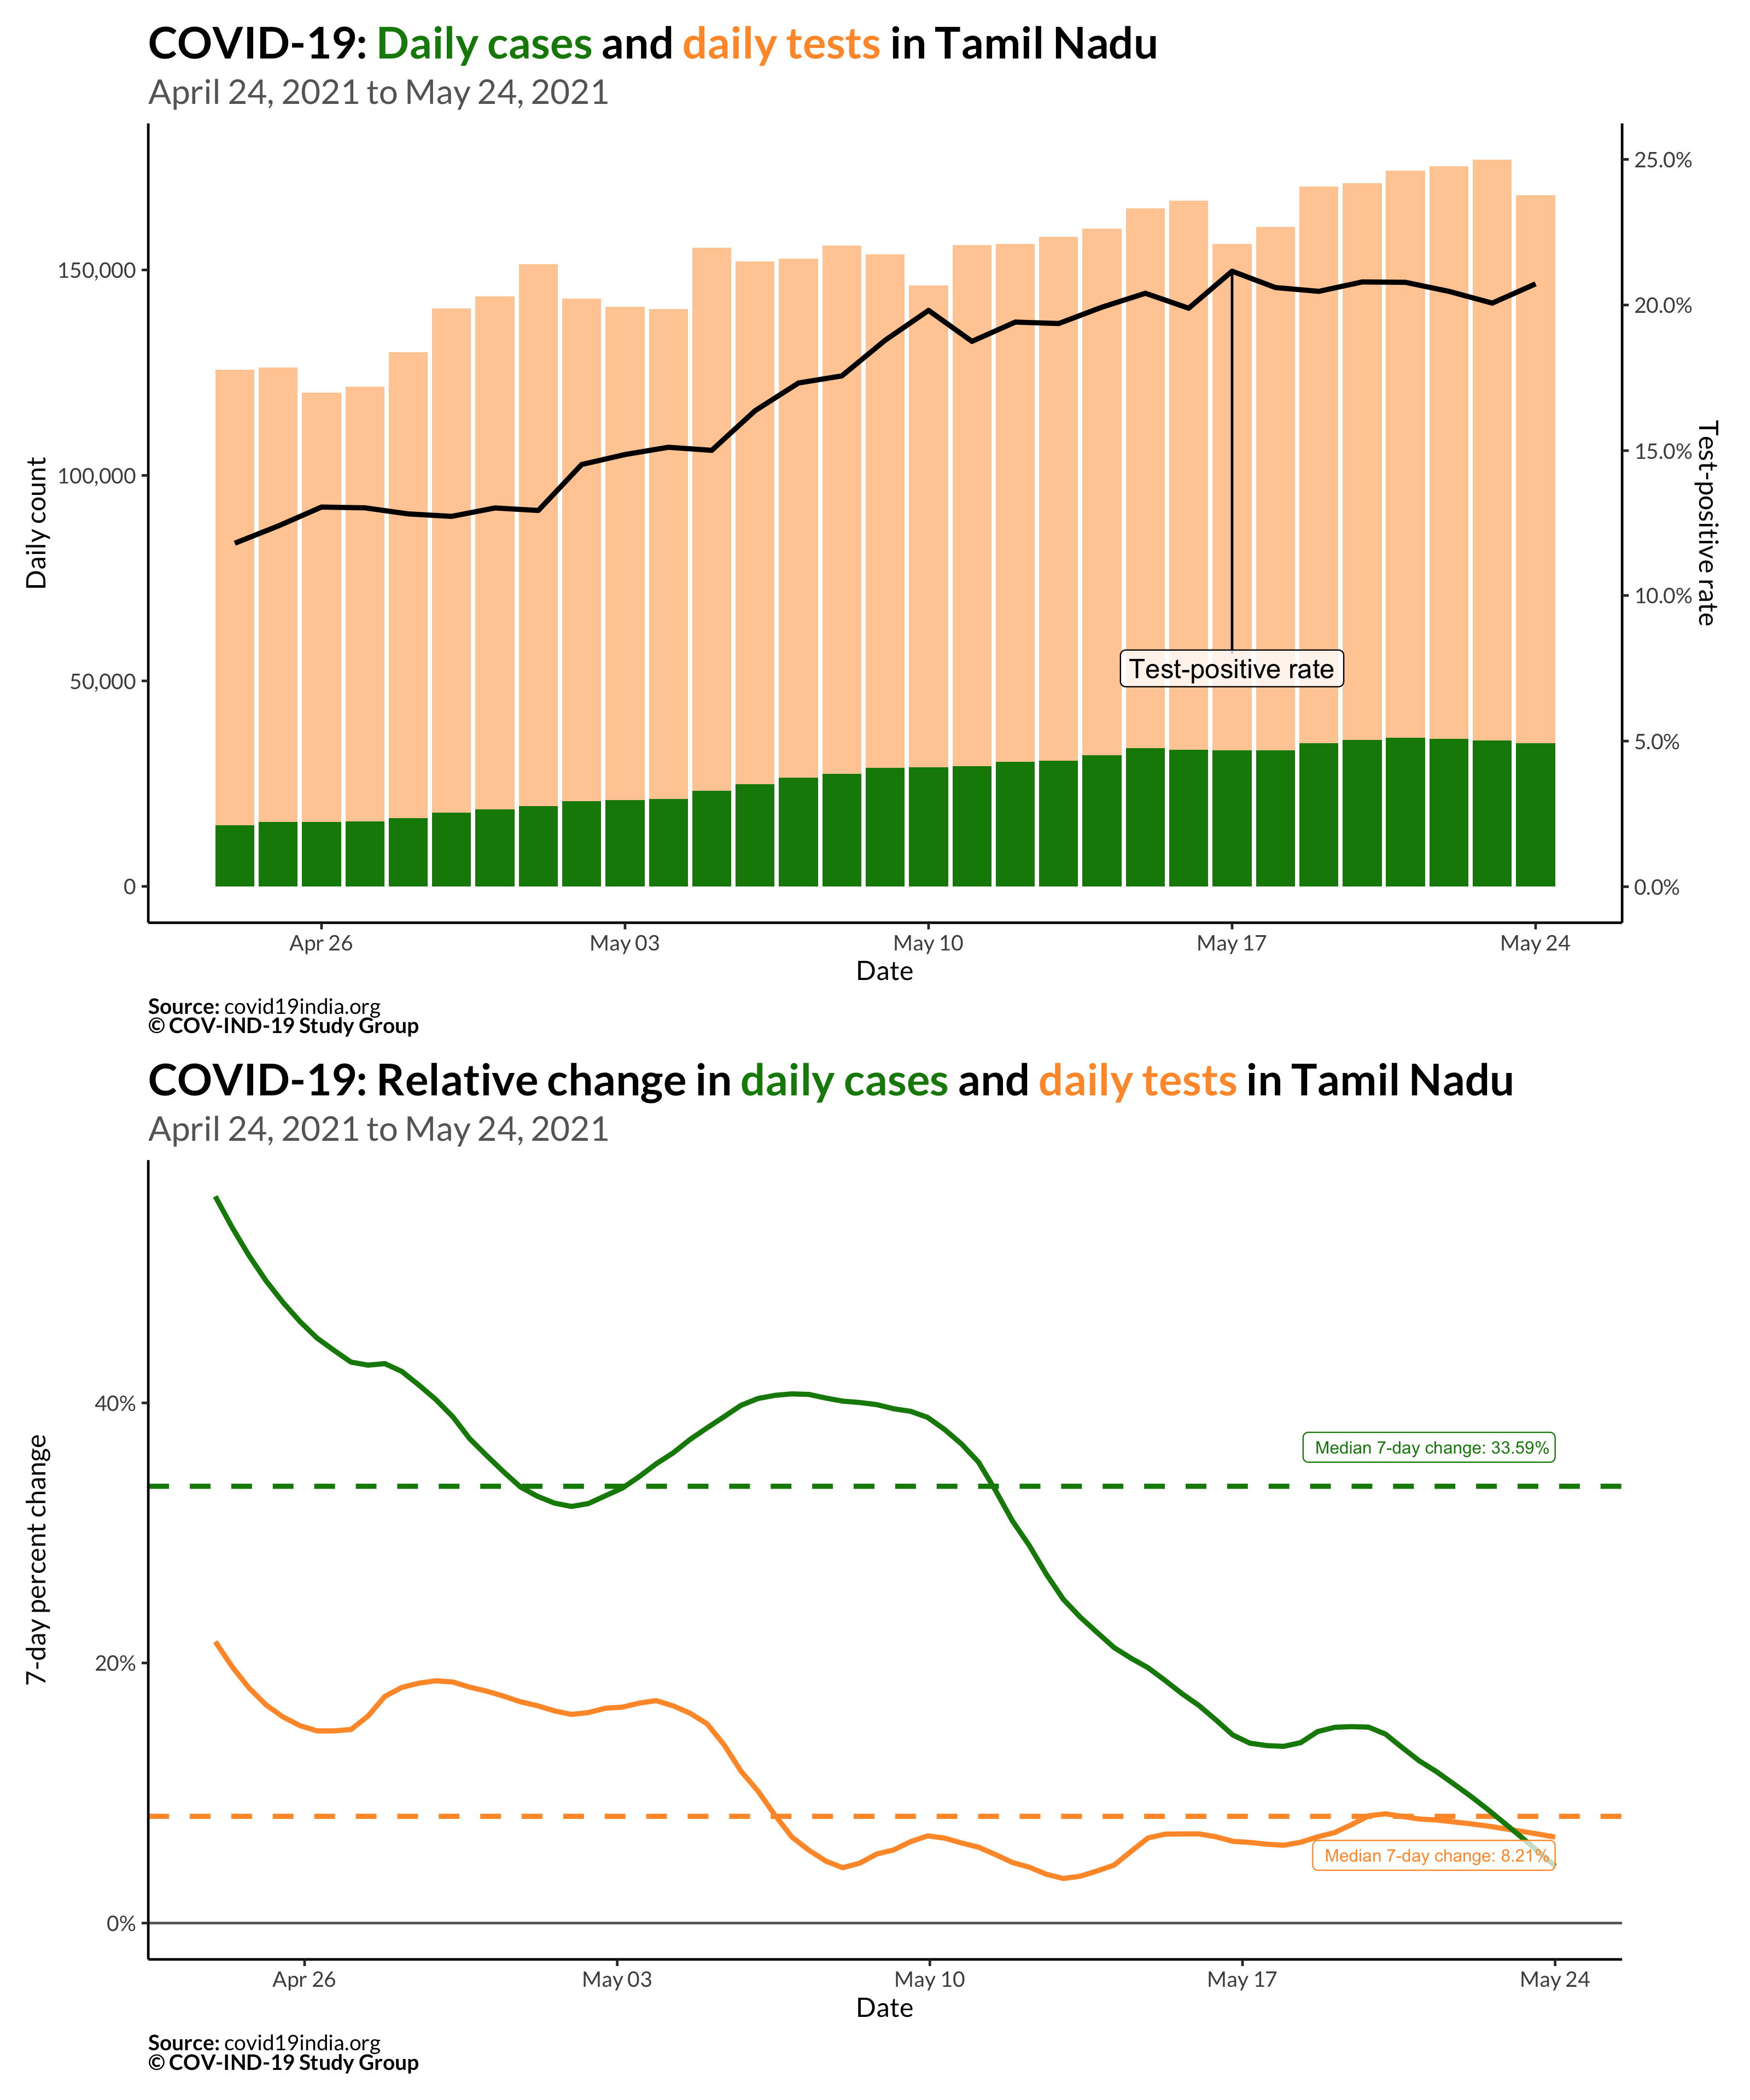 COVID-19: Daily cases and daily tests in Tamil Nadu
April 24, 2021 to May 24, 2021
Daily count
150,000
100,000
50,000
0
25.0%
20.0%
15.0%
10.0%
5.0%
0.0%
Test-positive rate
Test-positive rate
Apr 26
May 03
May 10
May 17
May 24
Date
Source: covid19india.org
© COV-IND-19 Study Group
COVID-19: Relative change in daily cases and daily tests in Tamil Nadu
April 24, 2021 to May 24, 2021
7-day percent change
40%
20%
0%
Median 7-day change: 33.59%
Median 7-day change: 8.21%
Apr 26
May 03
May 10
May 17
May 24
Date
Source: covid19india.org
© COV-IND-19 Study Group